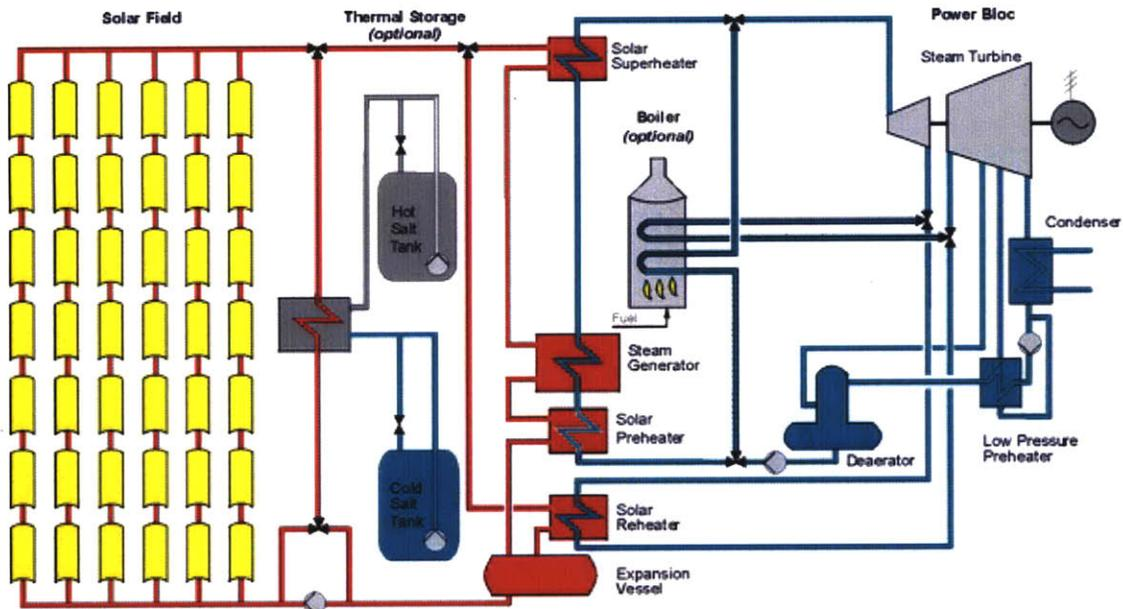 Solar Field
Thermal Storage
(optional)
Power Bloc
Solar
Superheater
Steam Turbine
Boiler
(optional)
Hot
Salt
Tank
Condenser
Fuel
Steam
Generator
Solar
Preheater
Low Pressure
Preheater
Deaerator
Cold
Salt
Tank
Solar
Reheater
Expansion
Vessel